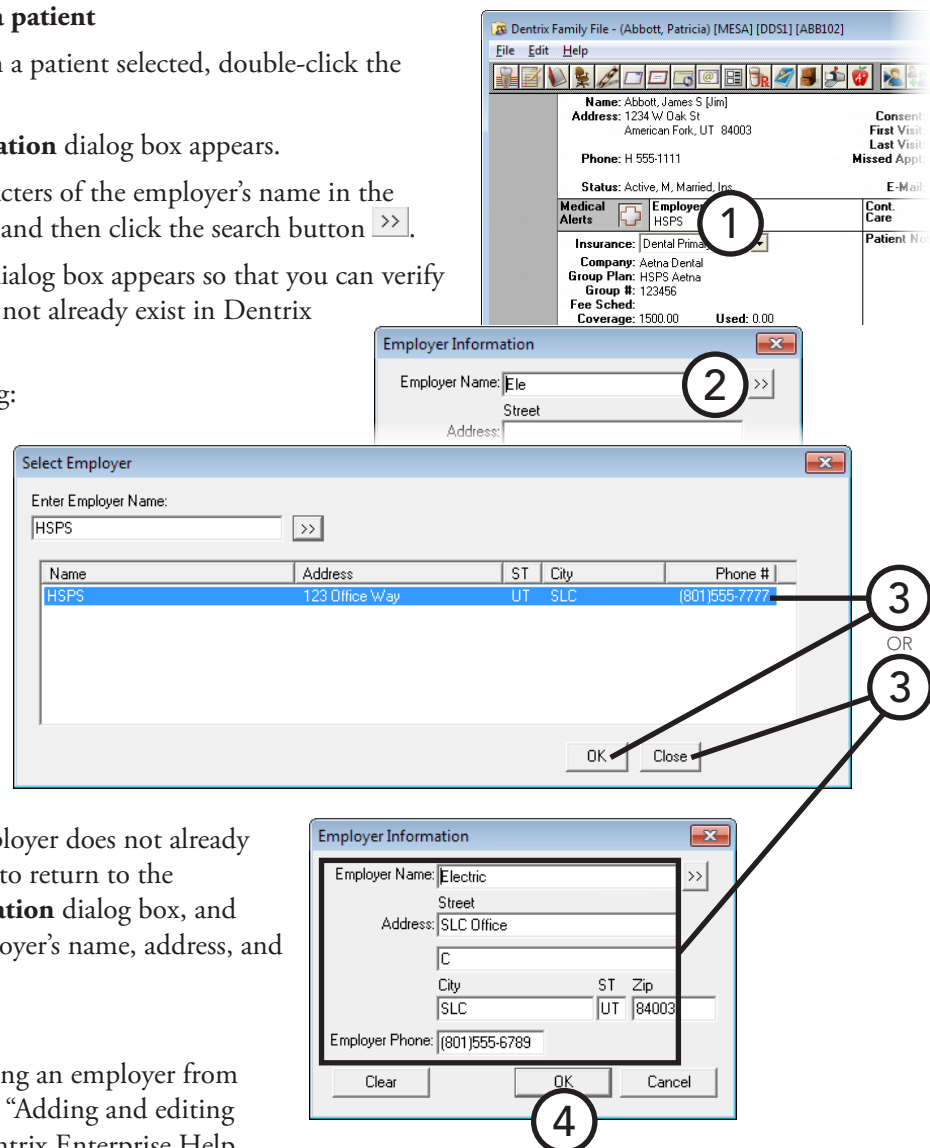 a patient
a patient selected, double-click the
ation dialog box appears.
cters of the employer's name in the
and then click the search button >> .
dialog box appears so that you can verify
not already exist in Dentrix
g:
Dentrix Family File - (Abbott, Patricia) [MESA] [DDS1] [ABB102]
File Edit Help
Name: Abbott, James S [Jim]
Address: 1234 W Oak St
American Fork, UT 84003
Consent:
First Visit:
Last Visit:
Phone: H 555-1111
Missed Appt:
Status: Active, M, Married, Ins
E-Mail:
Medical Alerts
Employer
HSPS
1
Cont. Care
Insurance: Dental Prima
Patient No
Company: Aetna Dental
Group Plan: HSPS Aetna
Group #: 123456
Fee Sched:
Coverage: 1500.00 Used: 0.00
Employer Information
Employer Name: Ele 2 >>
Street
Address:
Select Employer
Enter Employer Name:
HSPS >>
Name Address ST City Phone #
HSPS 123 Office Way UT SLC (801)555-7777
3
OR
3
OK Close
ployer does not already
to return to the
ation dialog box, and
oyer's name, address, and
Employer Information
Employer Name: Electric >>
Street
Address: SLC Office
C
City ST Zip
SLC UT 84003
Employer Phone: (801)555-6789
Clear OK Cancel
4
ng an employer from
"Adding and editing
ntrix Enterprise Help